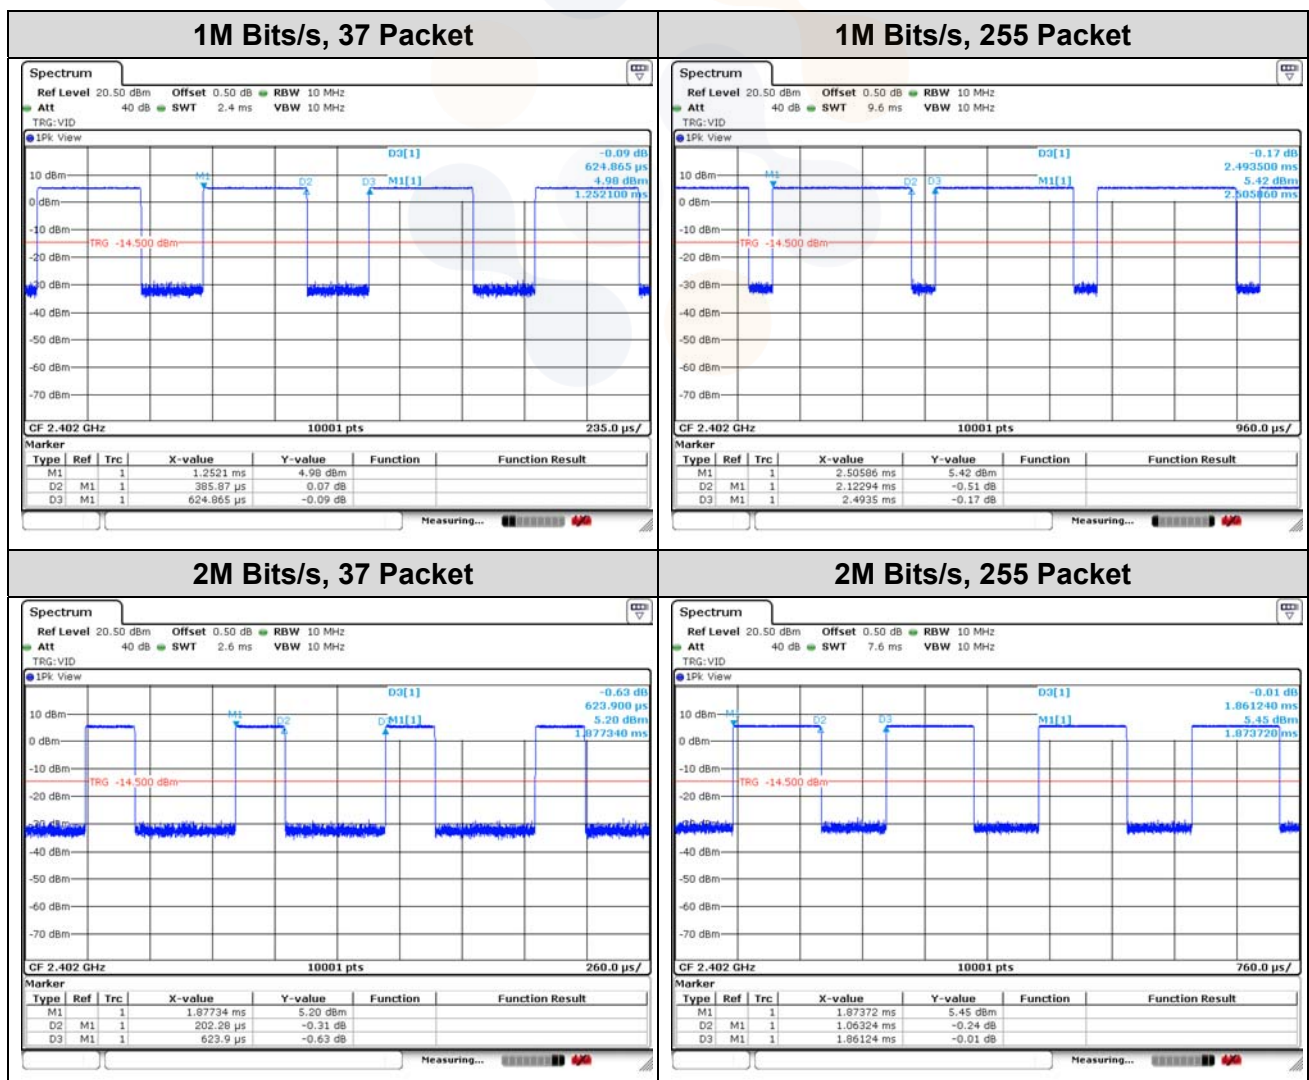 1M Bits/s, 37 Packet
Spectrum
Ref Level 20.50 dBm Offset 0.50 dB RBW 10 MHz
Att 40 dB SWT 2.4 ms VBW 10 MHz
TRG:VID
1Pk View
D3[1] -0.09 dB
624.865 µs
10 dBm M1 D2 D3 M1[1] 4.98 dBm
1.252100 ms
0 dBm
-10 dBm
TRG -14.500 dBm
-20 dBm
-40 dBm
-50 dBm
-60 dBm
-70 dBm
CF 2.402 GHz 10001 pts 235.0 µs/
Marker
Type Ref Trc X-value Y-value Function Function Result
M1 1 1.2521 ms 4.98 dBm
D2 M1 1 385.87 µs 0.07 dB
D3 M1 1 624.865 µs -0.09 dB
Measuring...
1M Bits/s, 255 Packet
Spectrum
Ref Level 20.50 dBm Offset 0.50 dB RBW 10 MHz
Att 40 dB SWT 9.6 ms VBW 10 MHz
TRG:VID
1Pk View
D3[1] -0.17 dB
2.493500 ms
10 dBm M1 D2 D3 M1[1] 5.42 dBm
2.505860 ms
0 dBm
-10 dBm
TRG -14.500 dBm
-20 dBm
-30 dBm
-40 dBm
-50 dBm
-60 dBm
-70 dBm
CF 2.402 GHz 10001 pts 960.0 µs/
Marker
Type Ref Trc X-value Y-value Function Function Result
M1 1 2.50586 ms 5.42 dBm
D2 M1 1 2.12294 ms -0.51 dB
D3 M1 1 2.4935 ms -0.17 dB
Measuring...
2M Bits/s, 37 Packet
Spectrum
Ref Level 20.50 dBm Offset 0.50 dB RBW 10 MHz
Att 40 dB SWT 2.6 ms VBW 10 MHz
TRG:VID
1Pk View
D3[1] -0.63 dB
623.900 µs
10 dBm M1 D2 M1[1] 5.20 dBm
1.877340 ms
0 dBm
-10 dBm
TRG -14.500 dBm
-20 dBm
-40 dBm
-50 dBm
-60 dBm
-70 dBm
CF 2.402 GHz 10001 pts 260.0 µs/
Marker
Type Ref Trc X-value Y-value Function Function Result
M1 1 1.87734 ms 5.20 dBm
D2 M1 1 202.28 µs -0.31 dB
D3 M1 1 623.9 µs -0.63 dB
Measuring...
2M Bits/s, 255 Packet
Spectrum
Ref Level 20.50 dBm Offset 0.50 dB RBW 10 MHz
Att 40 dB SWT 7.6 ms VBW 10 MHz
TRG:VID
1Pk View
D3[1] -0.01 dB
1.861240 ms
10 dBm D2 D3 M1[1] 5.45 dBm
1.873720 ms
0 dBm
-10 dBm
TRG -14.500 dBm
-20 dBm
-40 dBm
-50 dBm
-60 dBm
-70 dBm
CF 2.402 GHz 10001 pts 760.0 µs/
Marker
Type Ref Trc X-value Y-value Function Function Result
M1 1 1.87372 ms 5.45 dBm
D2 M1 1 1.06324 ms -0.24 dB
D3 M1 1 1.86124 ms -0.01 dB
Measuring...